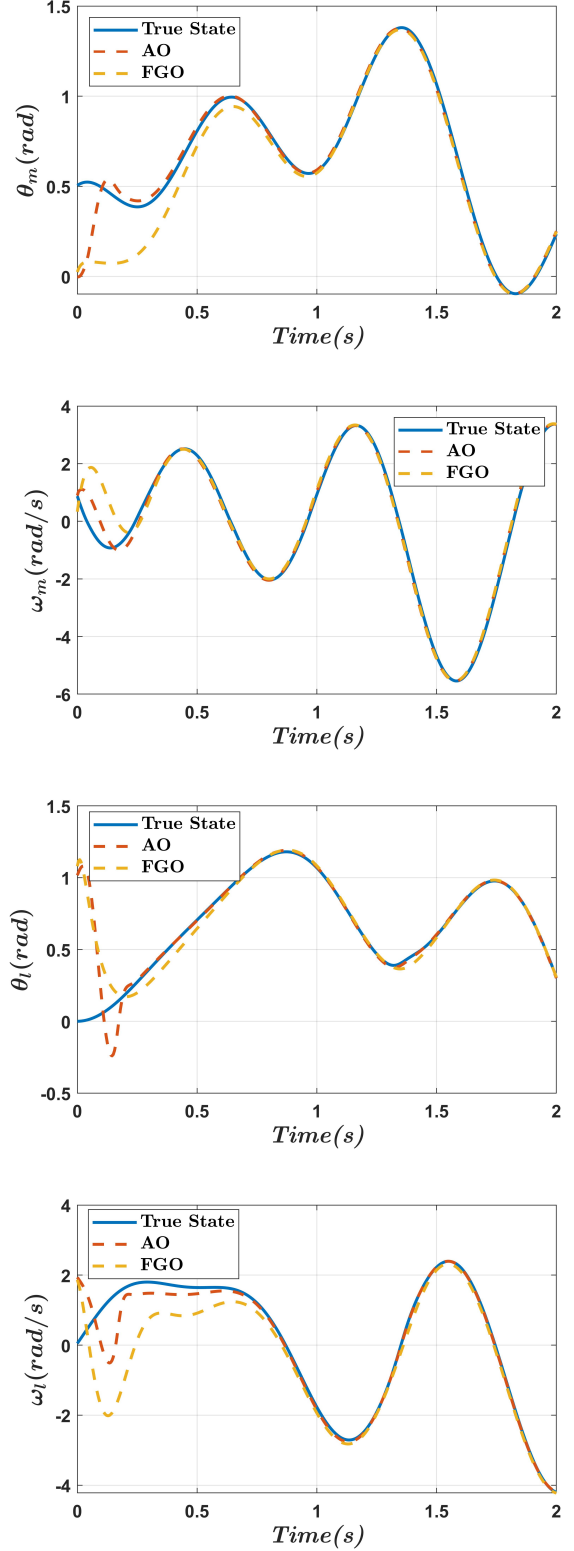 1.5
1
0.5
0
θ_m(rad)
True State
AO
FGO
0 0.5 1 1.5 2
Time(s)
4
2
0
-2
-4
-6
ω_m(rad/s)
True State
AO
FGO
0 0.5 1 1.5 2
Time(s)
1.5
1
0.5
0
-0.5
θ_l(rad)
True State
AO
FGO
0 0.5 1 1.5 2
Time(s)
4
2
0
-2
-4
ω_l(rad/s)
True State
AO
FGO
0 0.5 1 1.5 2
Time(s)